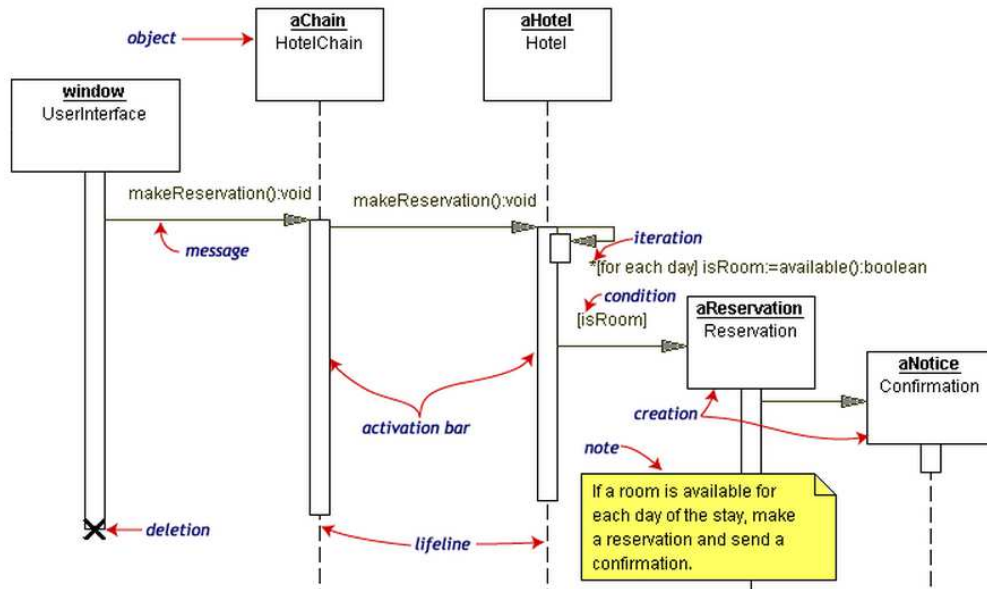 object
aChain
HotelChain
aHotel
Hotel
window
UserInterface
makeReservation():void
makeReservation():void
message
iteration
*[for each day] isRoom:=available():boolean
condition
[isRoom]
aReservation
Reservation
aNotice
Confirmation
activation bar
creation
note
If a room is available for
each day of the stay, make
a reservation and send a
confirmation.
deletion
lifeline